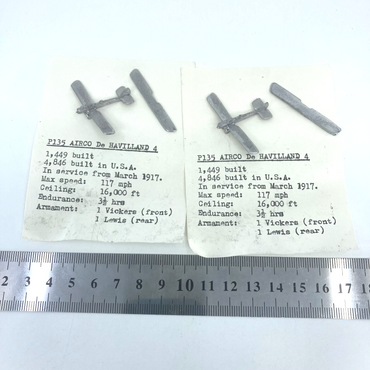 P135 AIRCO De HAVILLAND 4
1,449 built
4,846 built in U.S.A.
In service from March 1917.
Max speed: 117 mph
Ceiling: 16,000 ft
Endurance: 3½ hrs
Armament: 1 Vickers (front)
1 Lewis (rear)
P135 AIRCO De HAVILLAND 4
1,449 built
4,846 built in U.S.A.
In service from March 1917.
Max speed: 117 mph
Ceiling: 16,000 ft
Endurance: 3½ hrs
Armament: 1 Vickers (front)
1 Lewis (rear)
2 3 4 5 6 7 8 9 10 11 12 13 14 15 16 17 18